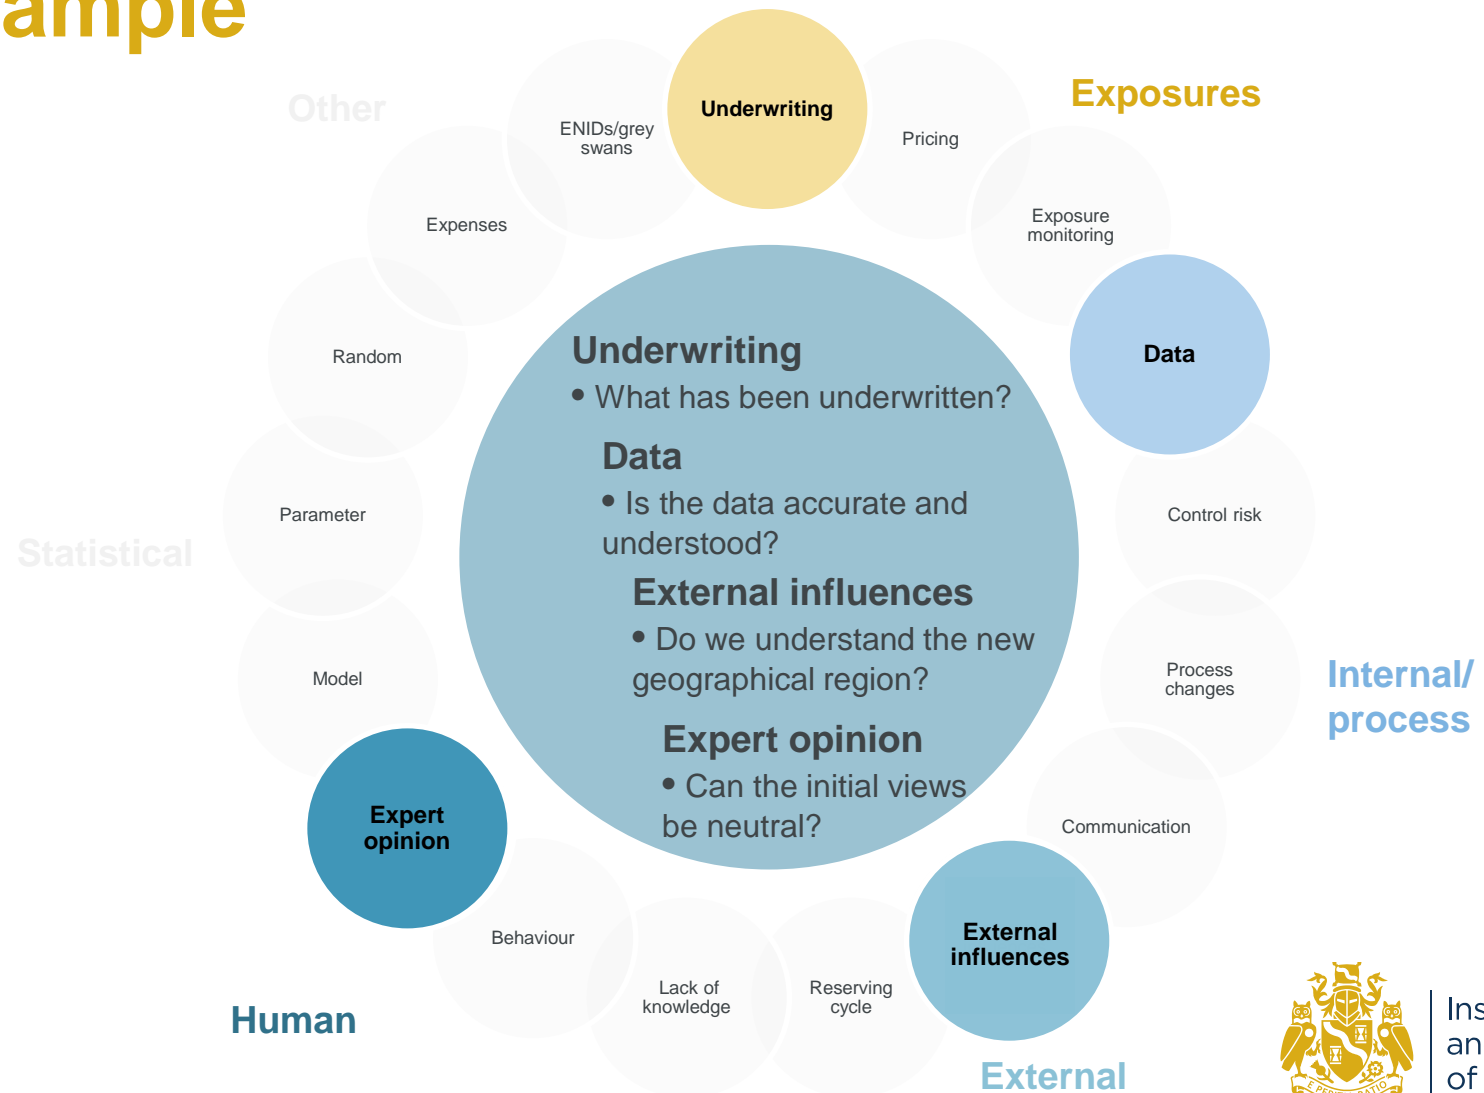 Underwriting
Exposures
Other
ENIDs/grey
swans
Pricing
Expenses
Exposure
monitoring
Random
Data
Underwriting
• What has been underwritten?
Data
• Is the data accurate and
understood?
External influences
• Do we understand the new
geographical region?
Expert opinion
• Can the initial views
be neutral?
Parameter
Control risk
Statistical
Model
Process
changes
Internal/
process
Expert
opinion
Communication
Behaviour
External
influences
Lack of
knowledge
Reserving
cycle
Human
External
of